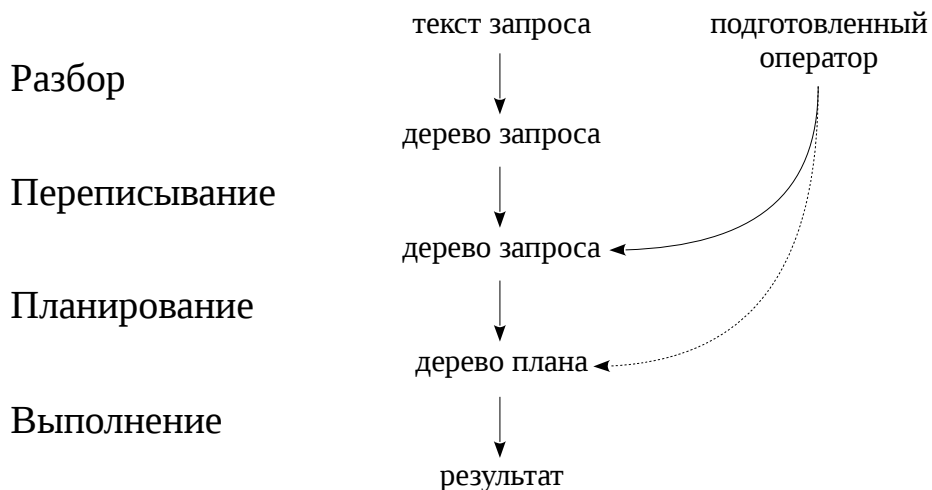 текст запроса
подготовленный
оператор
Разбор
дерево запроса
Переписывание
дерево запроса
Планирование
дерево плана
Выполнение
результат